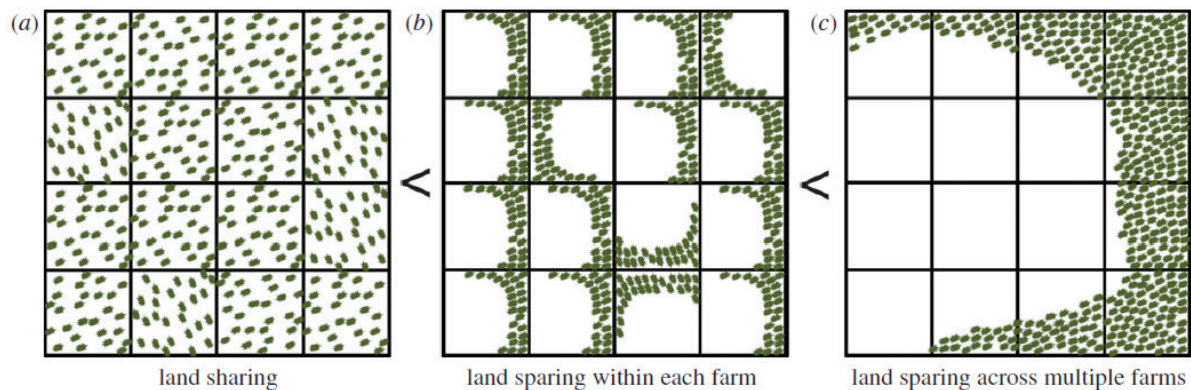 (a)
(b)
(c)
<
<
land sharing
land sparing within each farm
land sparing across multiple farms